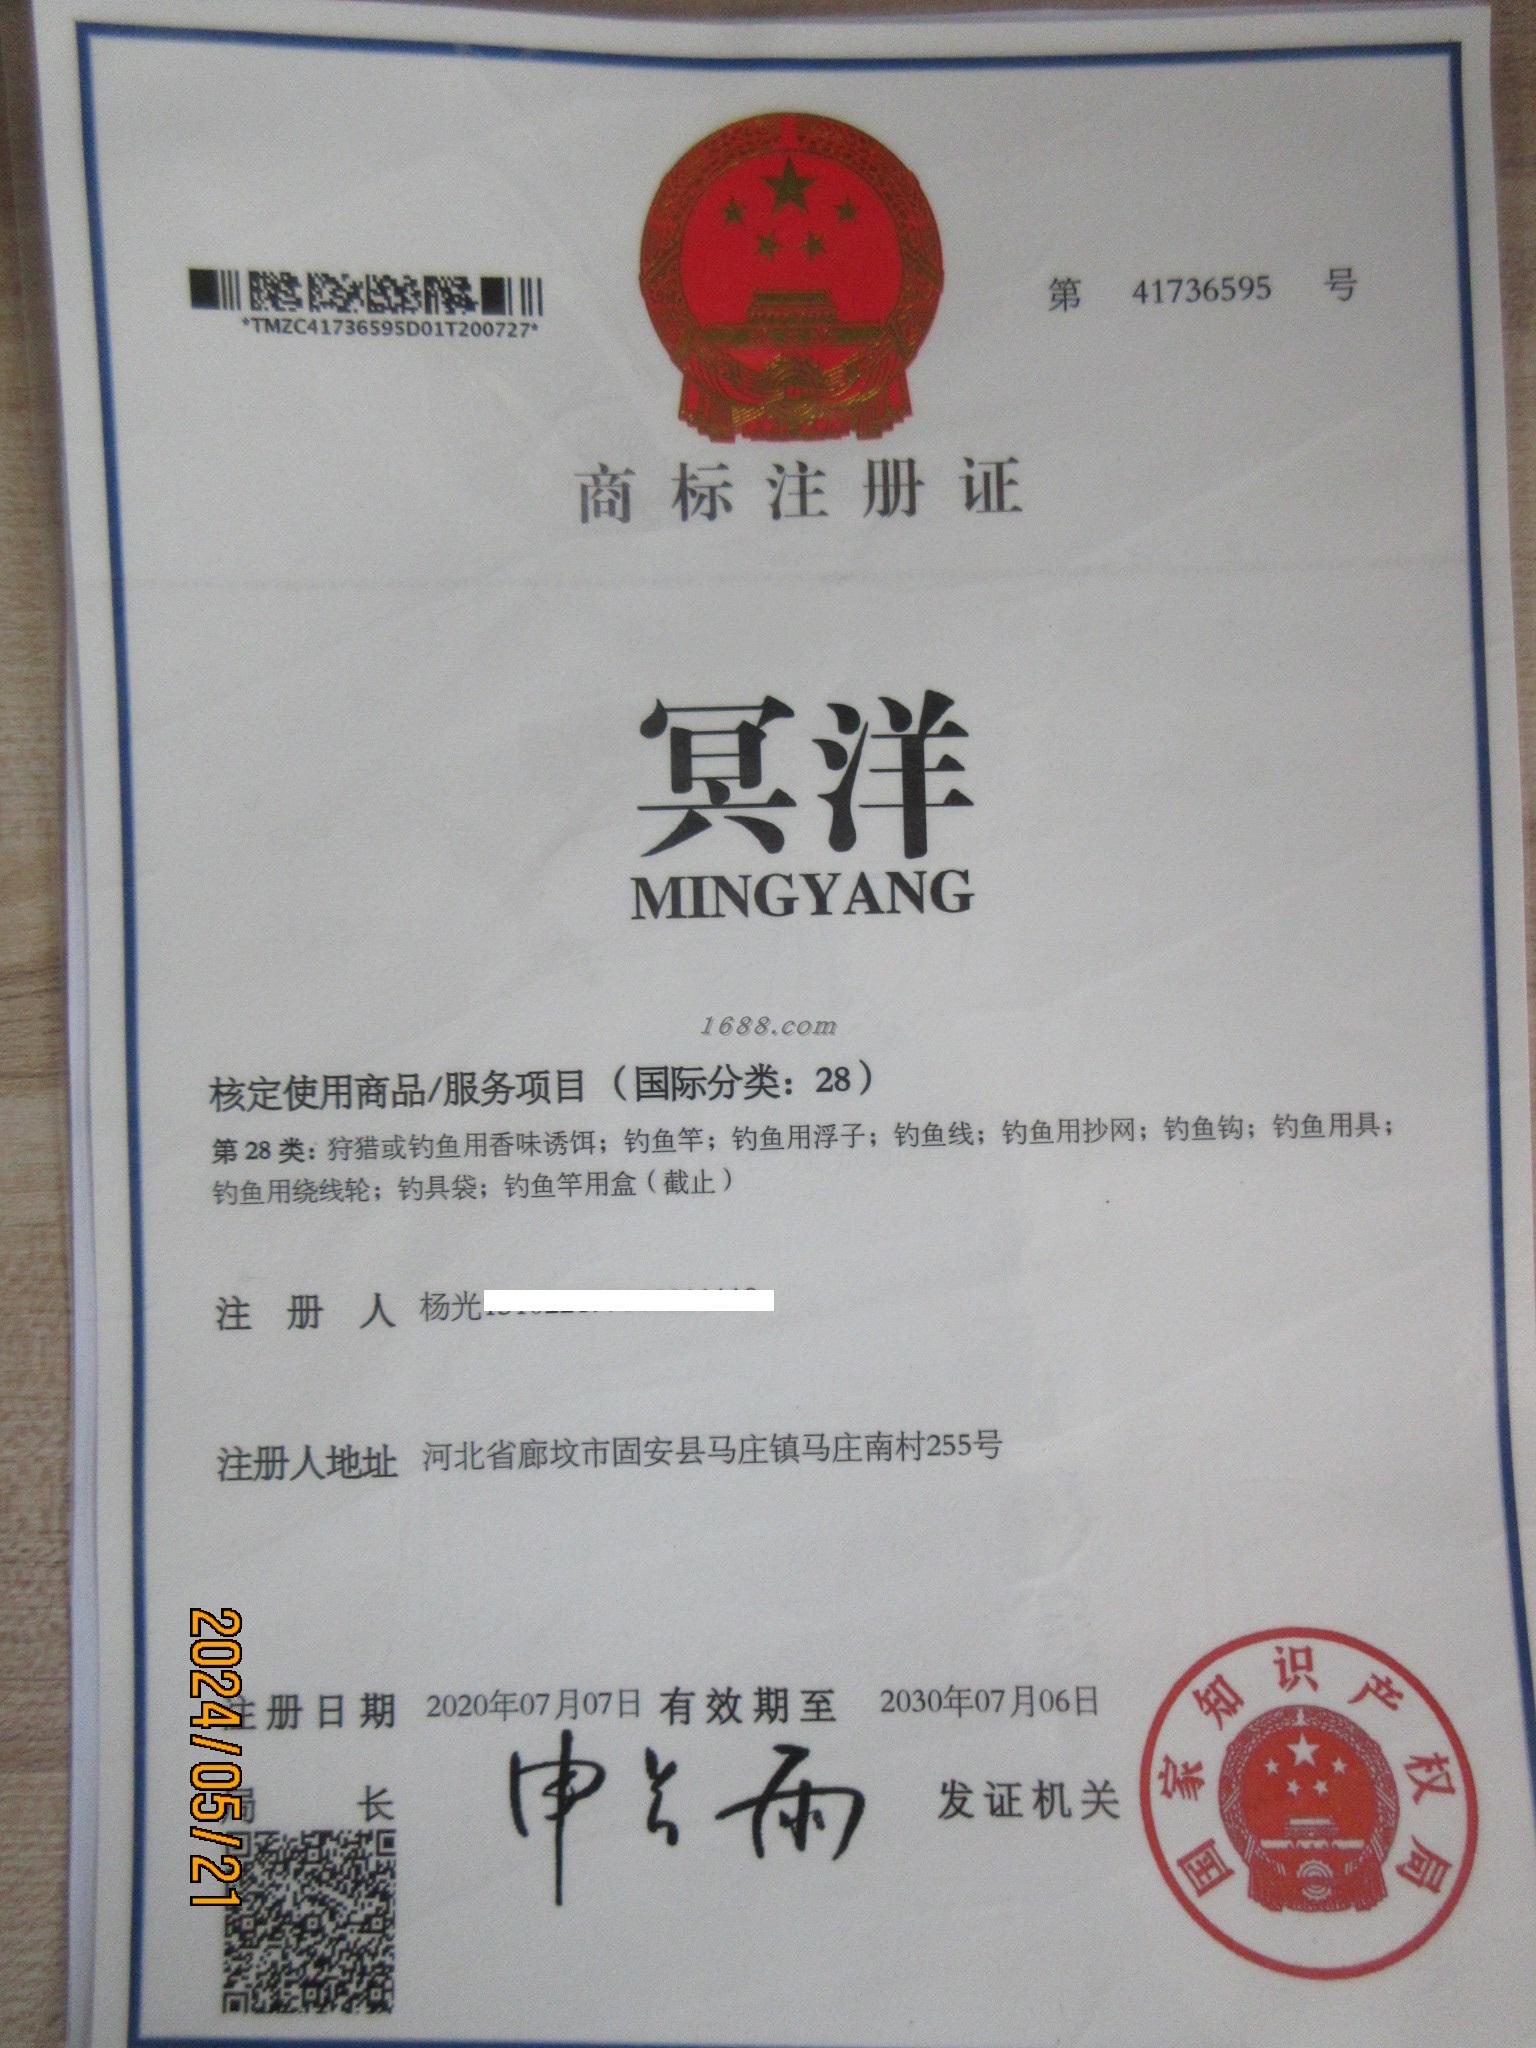 第 41736595 号
*TMZC41736595D01T200727*
商标注册证
冥洋
MINGYANG
1688.com
核定使用商品/服务项目（国际分类：28）
第 28 类：狩猎或钓鱼用香味诱饵；钓鱼竿；钓鱼用浮子；钓鱼线；钓鱼用抄网；钓鱼钩；钓鱼用具；
钓鱼用绕线轮；钓具袋；钓鱼竿用盒（截止）
注册人 杨光
注册人地址 河北省廊坟市固安县马庄镇马庄南村255号
注册日期 2020年07月07日 有效期至 2030年07月06日
局长 申长雨 发证机关
国家知识产权局
2024/05/21